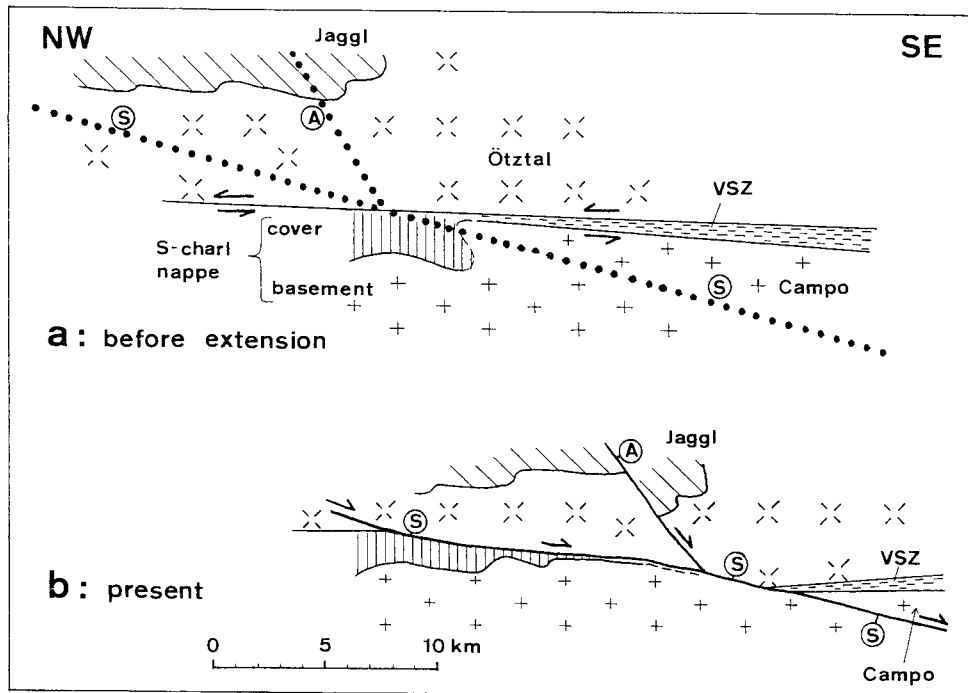 NW
Jaggl
SE
S
A
Ötztal
VSZ
S-charl
nappe
cover
basement
S
Campo
a: before extension
A
Jaggl
S
S
VSZ
b: present
S
0 5 10 km
Campo